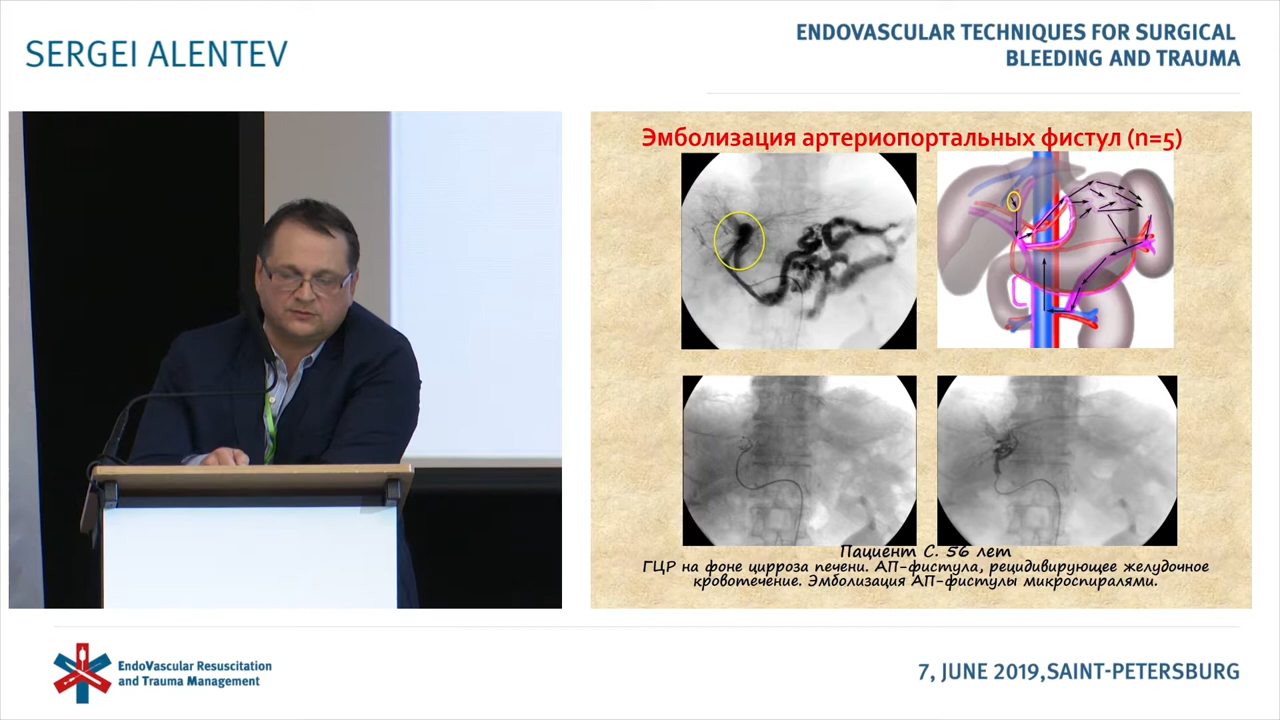 SERGEI ALENTEV
ENDOVASCULAR TECHNIQUES FOR SURGICAL
BLEEDING AND TRAUMA
Эмболизация артериопортальных фистул (n=5)
Пациент С. 56 лет
ГЦР на фоне цирроза печени. АП-фистула, рецидивирующее желудочное
кровотечение. Эмболизация АП-фистулы микроспиралями.
EndoVascular Resuscitation
and Trauma Management
7, JUNE 2019,SAINT-PETERSBURG